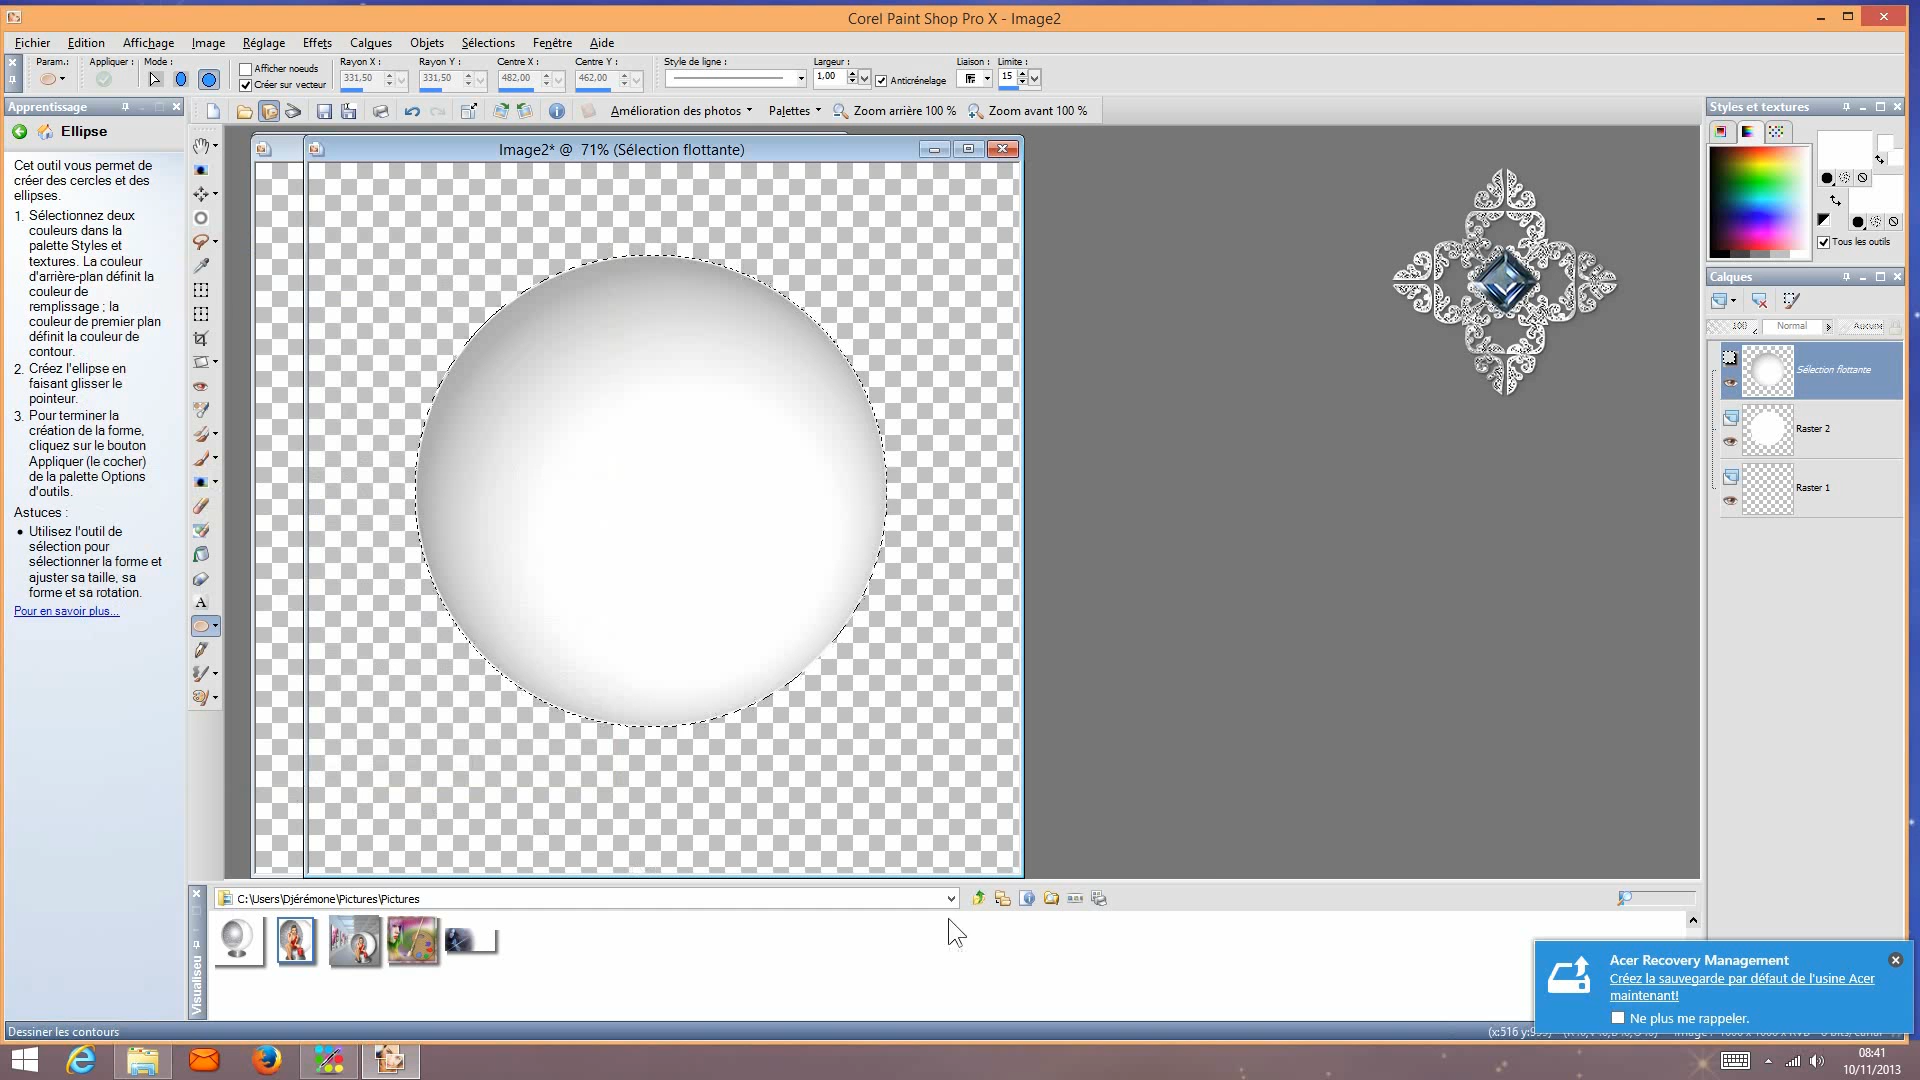 Corel Paint Shop Pro X - Image2
Fichier Edition Affichage Image Réglage Effets Calques Objets Sélections Fenêtre Aide
Param.: Appliquer : Mode : Afficher noeuds Rayon X : Rayon Y : Centre X : Centre Y : Style de ligne : Largeur : Liaison : Limite :
Créer sur vecteur 331,50 331,50 482,00 462,00 1,00 Anticrénelage 15
Apprentissage
Amélioration des photos Palettes Zoom arrière 100 % Zoom avant 100 %
Ellipse
Cet outil vous permet de
créer des cercles et des
ellipses.
1. Sélectionnez deux
couleurs dans la
palette Styles et
textures. La couleur
d'arrière-plan définit la
couleur de
remplissage ; la
couleur de premier plan
définit la couleur de
contour.
2. Créez l'ellipse en
faisant glisser le
pointeur.
3. Pour terminer la
création de la forme,
cliquez sur le bouton
Appliquer (le cocher)
de la palette Options
d'outils.
Astuces :
• Utilisez l'outil de
sélection pour
sélectionner la forme et
ajuster sa taille, sa
forme et sa rotation.
Pour en savoir plus...
Image2* @ 71% (Sélection flottante)
Styles et textures
Tous les outils
Calques
100 Normal Aucune
Sélection flottante
Raster 2
Raster 1
Visualiseu
C:\Users\Djérémone\Pictures\Pictures
Acer Recovery Management
Créez la sauvegarde par défaut de l'usine Acer
maintenant!
Ne plus me rappeler.
Dessiner les contours
08:41
10/11/2013